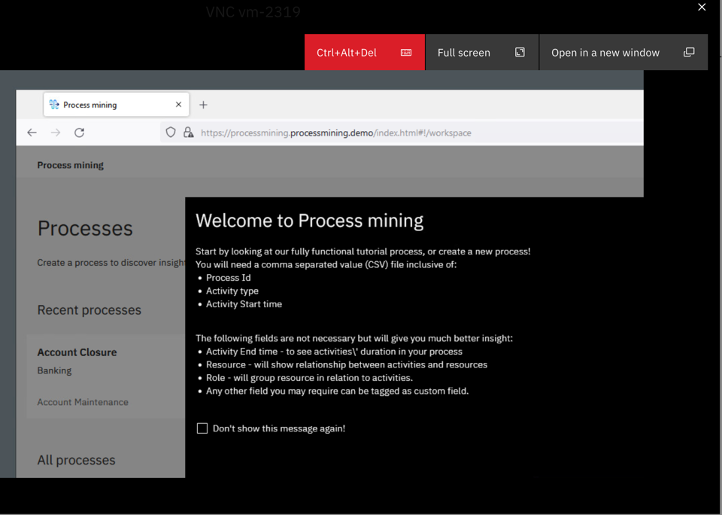 VNC vm-2319
Ctrl+Alt+Del
Full screen
Open in a new window
Process mining
https://processmining.processmining.demo/index.html#!/workspace
Process mining
Processes
Create a process to discover insigh
Recent processes
Account Closure
Banking
Account Maintenance
All processes
Welcome to Process mining
Start by looking at our fully functional tutorial process, or create a new process!
You will need a comma separated value (CSV) file inclusive of:
• Process Id
• Activity type
• Activity Start time
The following fields are not necessary but will give you much better insight:
• Activity End time - to see activities\' duration in your process
• Resource - will show relationship between activities and resources
• Role - will group resource in relation to activities.
• Any other field you may require can be tagged as custom field.
Don't show this message again!